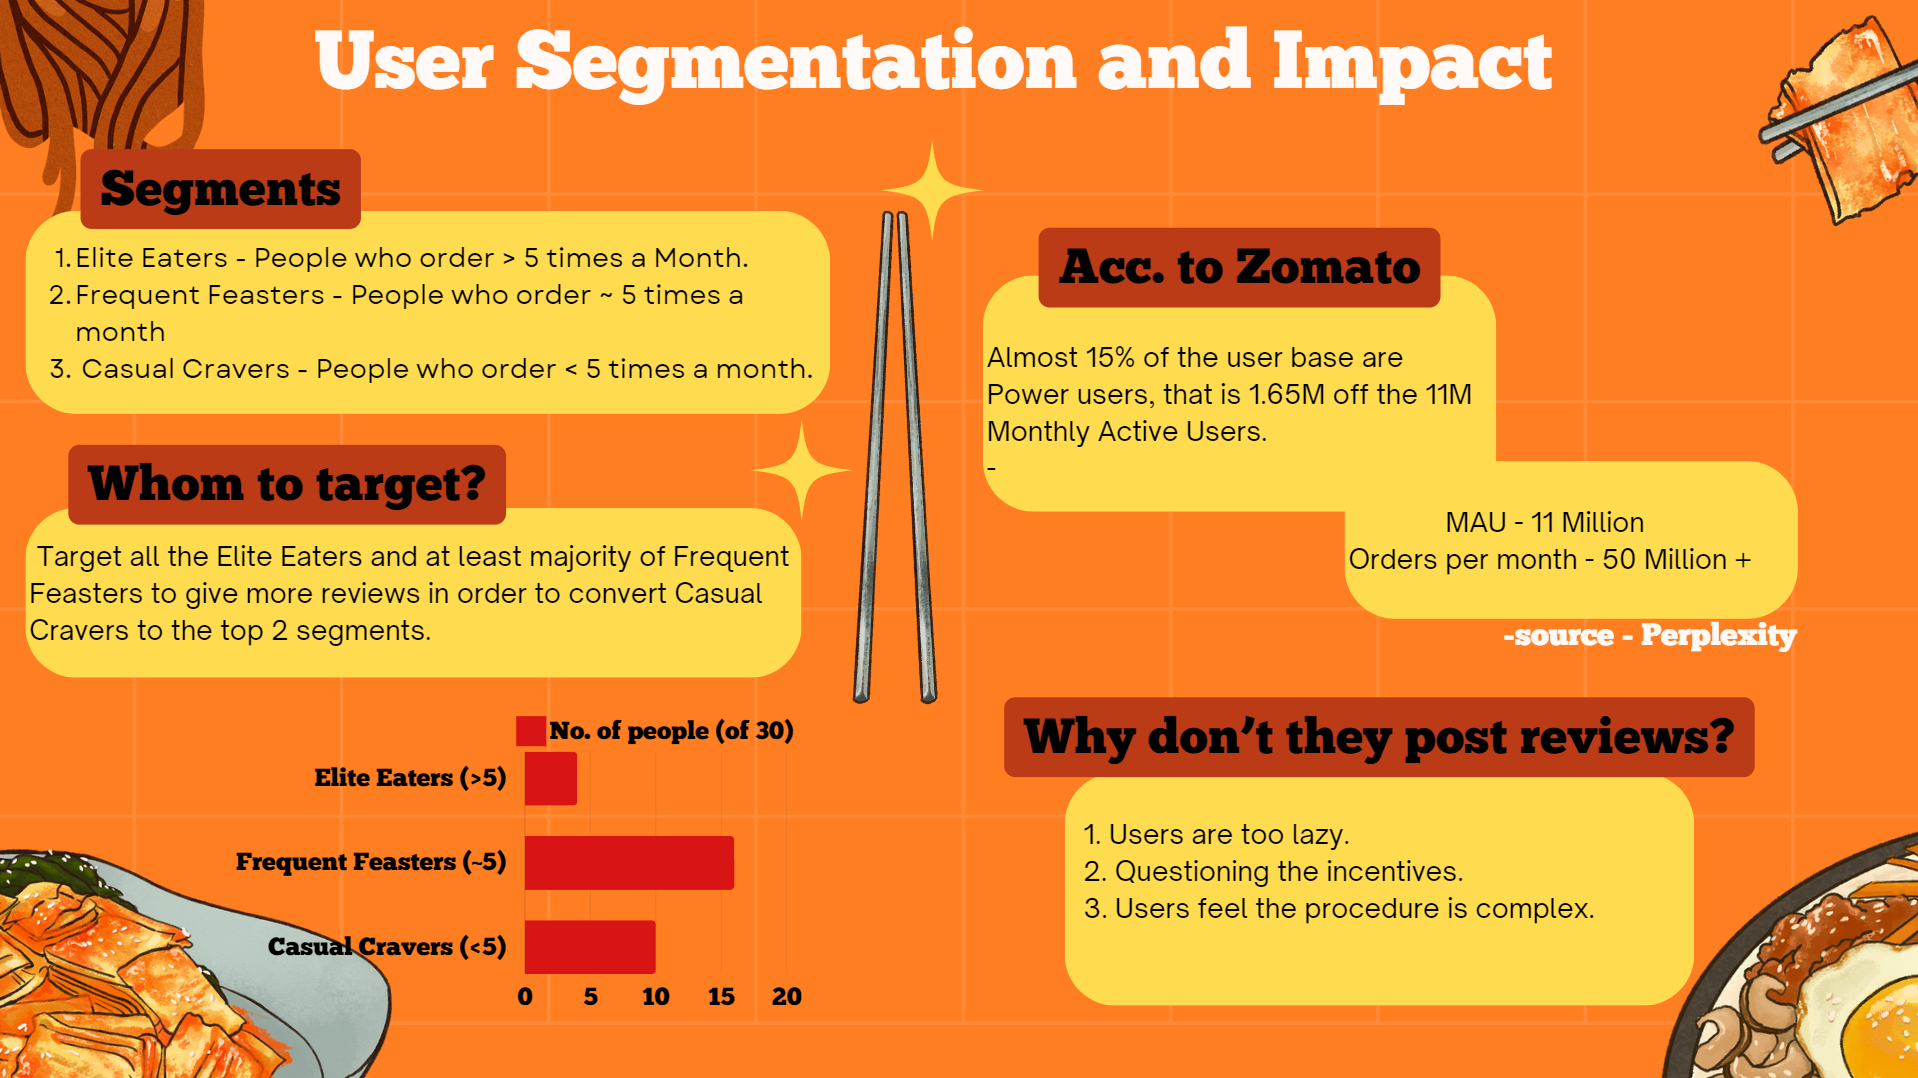 User Segmentation and Impact
Segments
1. Elite Eaters - People who order > 5 times a Month.
2. Frequent Feasters - People who order ~ 5 times a
month
3. Casual Cravers - People who order < 5 times a month.
Whom to target?
Target all the Elite Eaters and at least majority of Frequent
Feasters to give more reviews in order to convert Casual
Cravers to the top 2 segments.
No. of people (of 30)
Elite Eaters (>5)
Frequent Feasters (~5)
Casual Cravers (<5)
0 5 10 15 20
Acc. to Zomato
Almost 15% of the user base are
Power users, that is 1.65M off the 11M
Monthly Active Users.
-
MAU - 11 Million
Orders per month - 50 Million +
-source - Perplexity
Why don’t they post reviews?
1. Users are too lazy.
2. Questioning the incentives.
3. Users feel the procedure is complex.